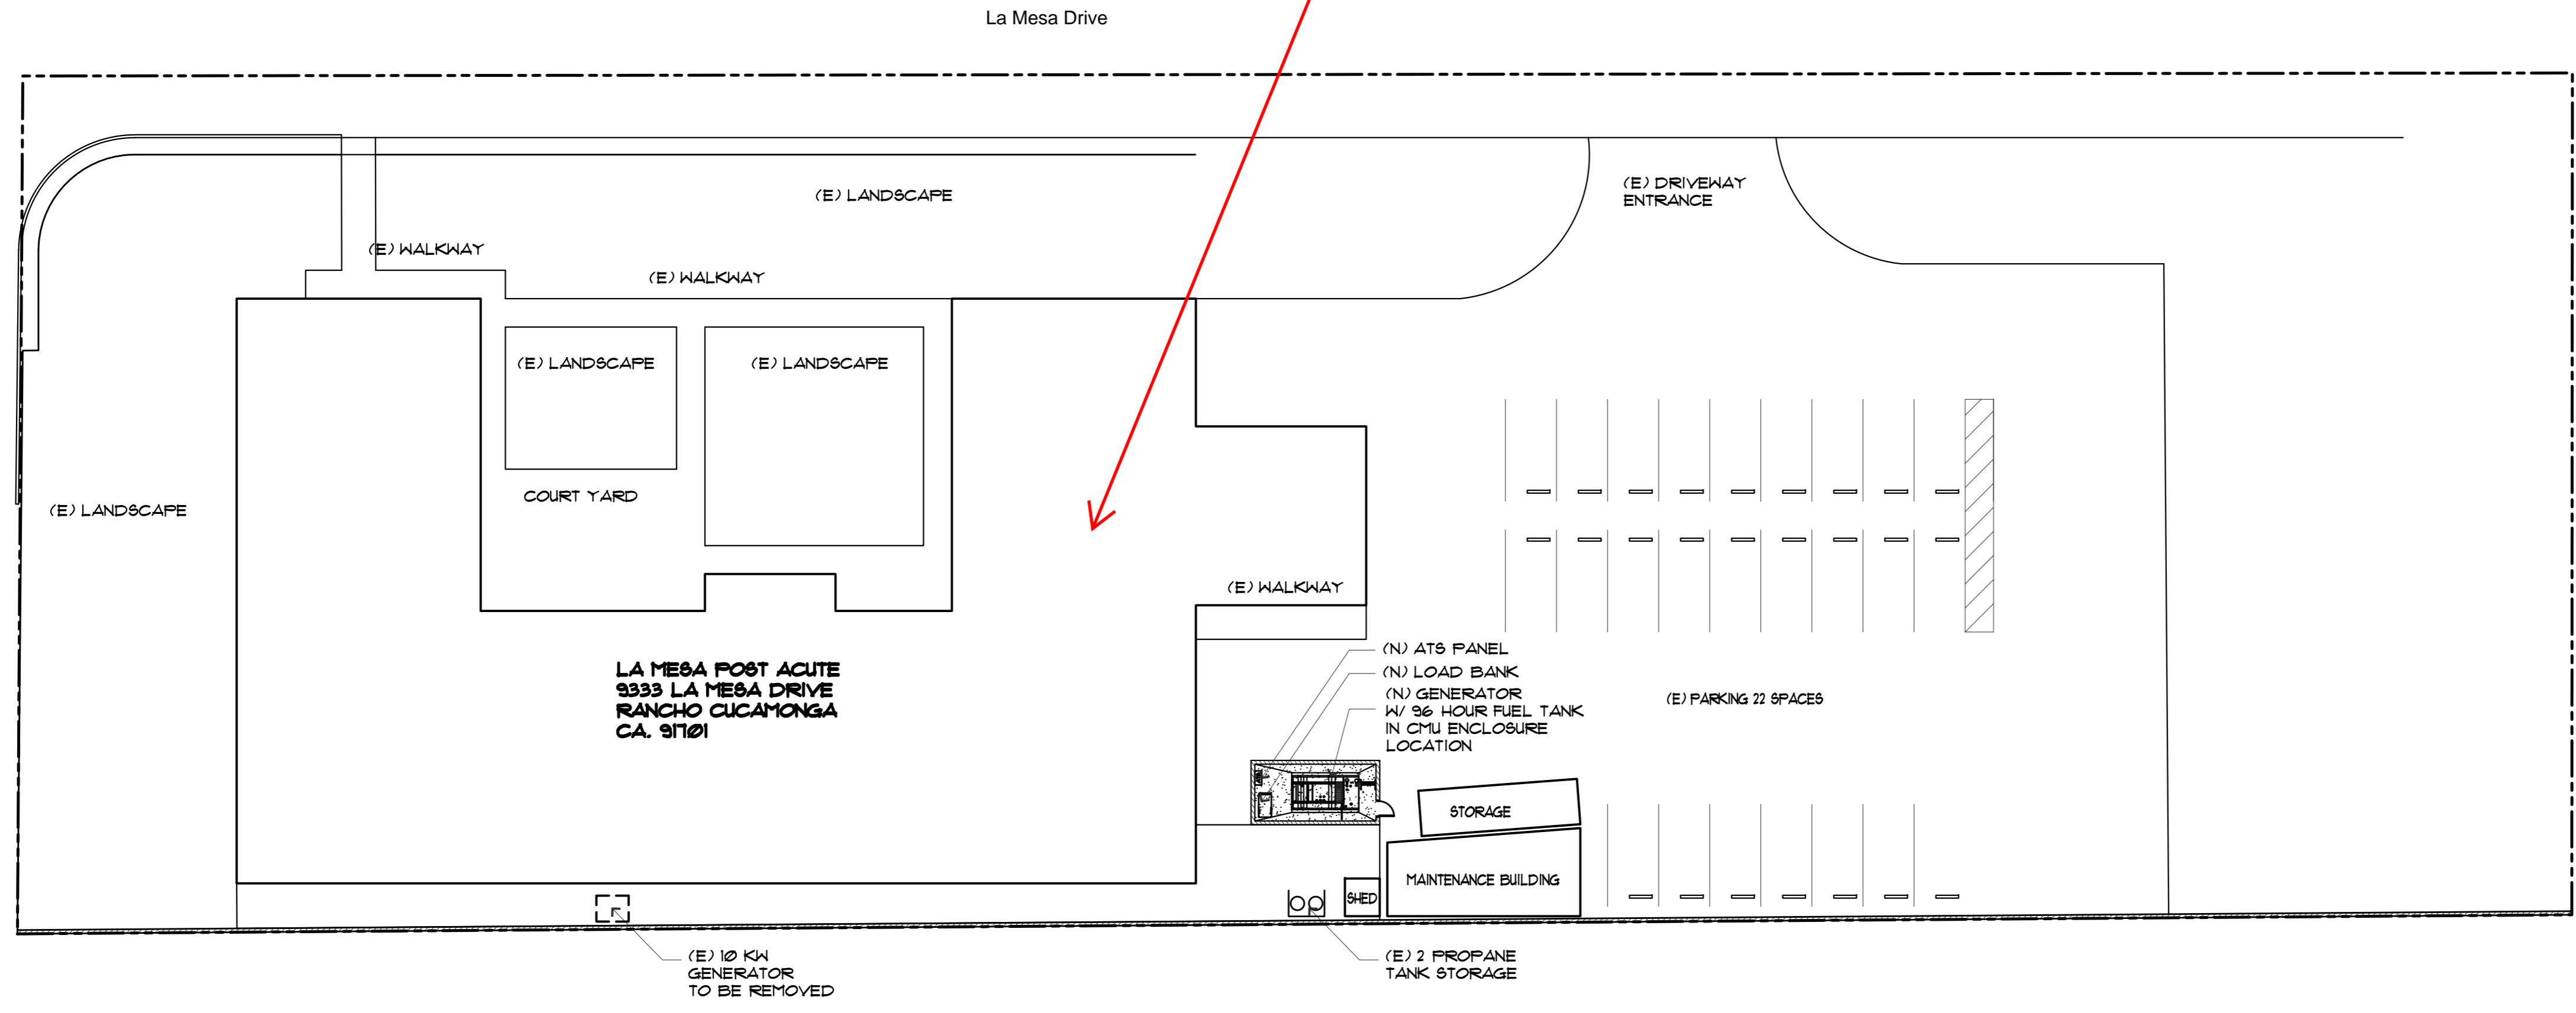 La Mesa Drive
(E) LANDSCAPE
(E) DRIVEWAY
ENTRANCE
(E) WALKWAY
(E) WALKWAY
(E) LANDSCAPE
(E) LANDSCAPE
COURT YARD
(E) LANDSCAPE
(E) WALKWAY
LA MESA POST ACUTE
9333 LA MESA DRIVE
RANCHO CUCAMONGA
CA. 91701
(N) ATS PANEL
(N) LOAD BANK
(N) GENERATOR
W/ 96 HOUR FUEL TANK
IN CMU ENCLOSURE
LOCATION
(E) PARKING 22 SPACES
STORAGE
MAINTENANCE BUILDING
SHED
(E) 10 KW
GENERATOR
TO BE REMOVED
(E) 2 PROPANE
TANK STORAGE